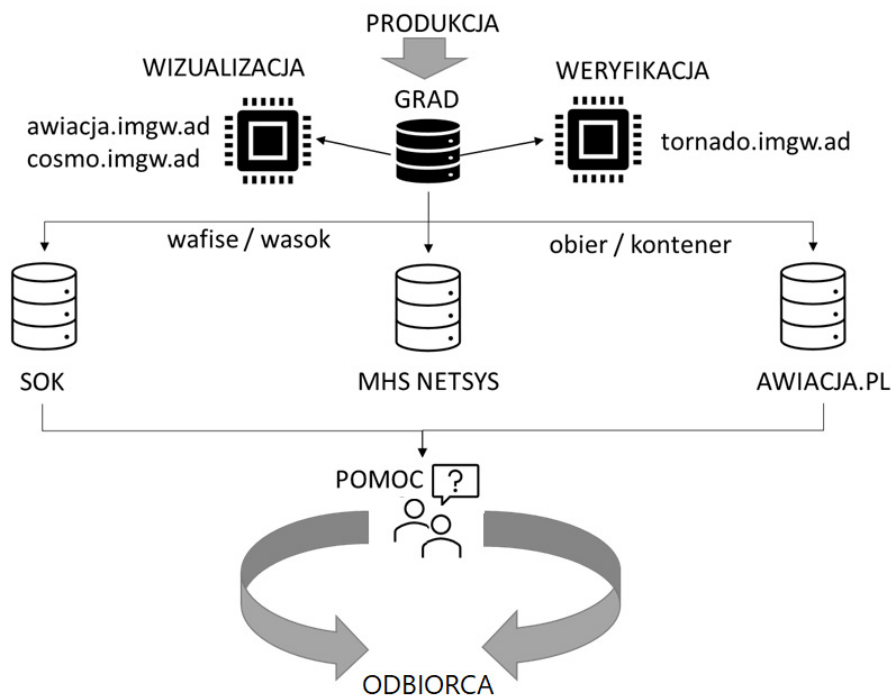 PRODUKCJA
WIZUALIZACJA
WERYFIKACJA
GRAD
awiacja.imgw.ad
cosmo.imgw.ad
tornado.imgw.ad
wafise / wasok
obier / kontener
SOK
MHS NETSYS
AWIACJA.PL
POMOC
?
ODBIORCA